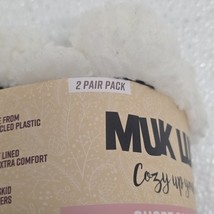 2 PAIR PACK
E FROM
CLED PLASTIC
LINED
XTRA COMFORT
SKID
ERS
MUK LU
Cozy up yo